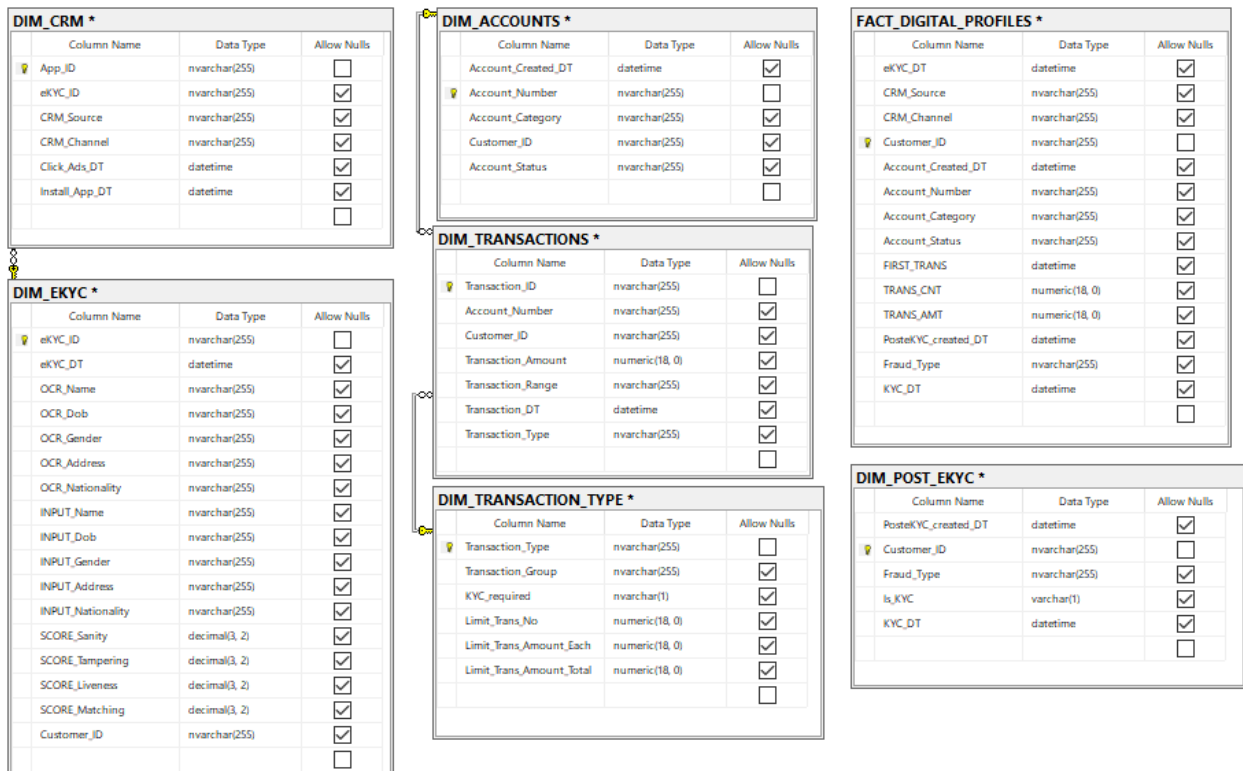 DIM_CRM *
Column Name Data Type Allow Nulls
App_ID nvarchar(255)
eKYC_ID nvarchar(255)
CRM_Source nvarchar(255)
CRM_Channel nvarchar(255)
Click_Ads_DT datetime
Install_App_DT datetime
DIM_EKYC *
Column Name Data Type Allow Nulls
eKYC_ID nvarchar(255)
eKYC_DT datetime
OCR_Name nvarchar(255)
OCR_Dob nvarchar(255)
OCR_Gender nvarchar(255)
OCR_Address nvarchar(255)
OCR_Nationality nvarchar(255)
INPUT_Name nvarchar(255)
INPUT_Dob nvarchar(255)
INPUT_Gender nvarchar(255)
INPUT_Address nvarchar(255)
INPUT_Nationality nvarchar(255)
SCORE_Sanity decimal(3, 2)
SCORE_Tampering decimal(3, 2)
SCORE_Liveness decimal(3, 2)
SCORE_Matching decimal(3, 2)
Customer_ID nvarchar(255)
DIM_ACCOUNTS *
Column Name Data Type Allow Nulls
Account_Created_DT datetime
Account_Number nvarchar(255)
Account_Category nvarchar(255)
Customer_ID nvarchar(255)
Account_Status nvarchar(255)
DIM_TRANSACTIONS *
Column Name Data Type Allow Nulls
Transaction_ID nvarchar(255)
Account_Number nvarchar(255)
Customer_ID nvarchar(255)
Transaction_Amount numeric(18, 0)
Transaction_Range nvarchar(255)
Transaction_DT datetime
Transaction_Type nvarchar(255)
DIM_TRANSACTION_TYPE *
Column Name Data Type Allow Nulls
Transaction_Type nvarchar(255)
Transaction_Group nvarchar(255)
KYC_required nvarchar(1)
Limit_Trans_No numeric(18, 0)
Limit_Trans_Amount_Each numeric(18, 0)
Limit_Trans_Amount_Total numeric(18, 0)
FACT_DIGITAL_PROFILES *
Column Name Data Type Allow Nulls
eKYC_DT datetime
CRM_Source nvarchar(255)
CRM_Channel nvarchar(255)
Customer_ID nvarchar(255)
Account_Created_DT datetime
Account_Number nvarchar(255)
Account_Category nvarchar(255)
Account_Status nvarchar(255)
FIRST_TRANS datetime
TRANS_CNT numeric(18, 0)
TRANS_AMT numeric(18, 0)
PosteKYC_created_DT datetime
Fraud_Type nvarchar(255)
KYC_DT datetime
DIM_POST_EKYC *
Column Name Data Type Allow Nulls
PosteKYC_created_DT datetime
Customer_ID nvarchar(255)
Fraud_Type nvarchar(255)
Is_KYC varchar(1)
KYC_DT datetime